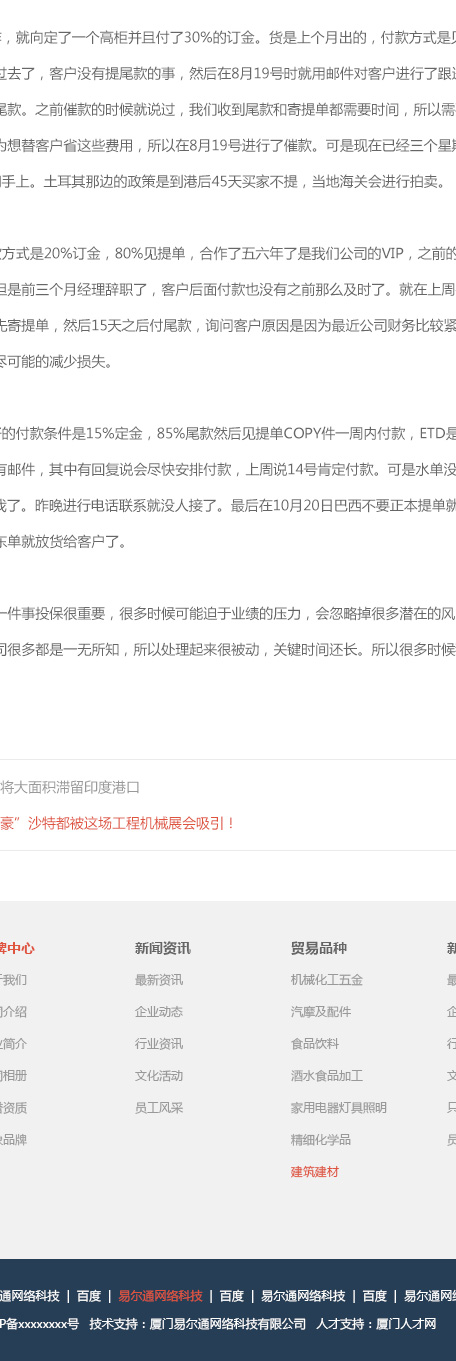 ，就向定了一个高柜并且付了30%的订金。货是上个月出的，付款方式是见
过去了，客户没有提尾款的事，然后在8月19号时就用邮件对客户进行了跟进
尾款。之前催款的时候就说过，我们收到尾款和寄提单都需要时间，所以需
为想替客户省这些费用，所以在8月19号进行了催款。可是现在已经三个星期
手上。土耳其那边的政策是到港后45天买家不提，当地海关会进行拍卖。
方式是20%订金，80%见提单，合作了五六年了是我们公司的VIP，之前的
但是前三个月经理辞职了，客户后面付款也没有之前那么及时了。就在上周
先寄提单，然后15天之后付尾款，询问客户原因是因为最近公司财务比较紧
尽可能的减少损失。
的付款条件是15%定金，85%尾款然后见提单COPY件一周内付款，ETD是
有邮件，其中有回复说会尽快安排付款，上周说14号肯定付款。可是水单没
我了。昨晚进行电话联系就没人接了。最后在10月20日巴西不要正本提单就
东单就放货给客户了。
一件事投保很重要，很多时候可能迫于业绩的压力，会忽略掉很多潜在的风
司很多都是一无所知，所以处理起来很被动，关键时间还长。所以很多时候
将大面积滞留印度港口
豪”沙特都被这场工程机械展会吸引！
牌中心 新闻资讯 贸易品种 新
于我们 最新资讯 机械化工五金 最
司介绍 企业动态 汽摩及配件 企
业简介 行业资讯 食品饮料 行
司相册 文化活动 酒水食品加工 文
誉资质 员工风采 家用电器灯具照明
品牌 精细化学品 员
建筑建材
通网络科技 | 百度 | 易尔通网络科技 | 百度 | 易尔通网络科技 | 百度 | 易尔通网络
P备xxxxxxxx号 技术支持：厦门易尔通网络科技有限公司 人才支持：厦门人才网